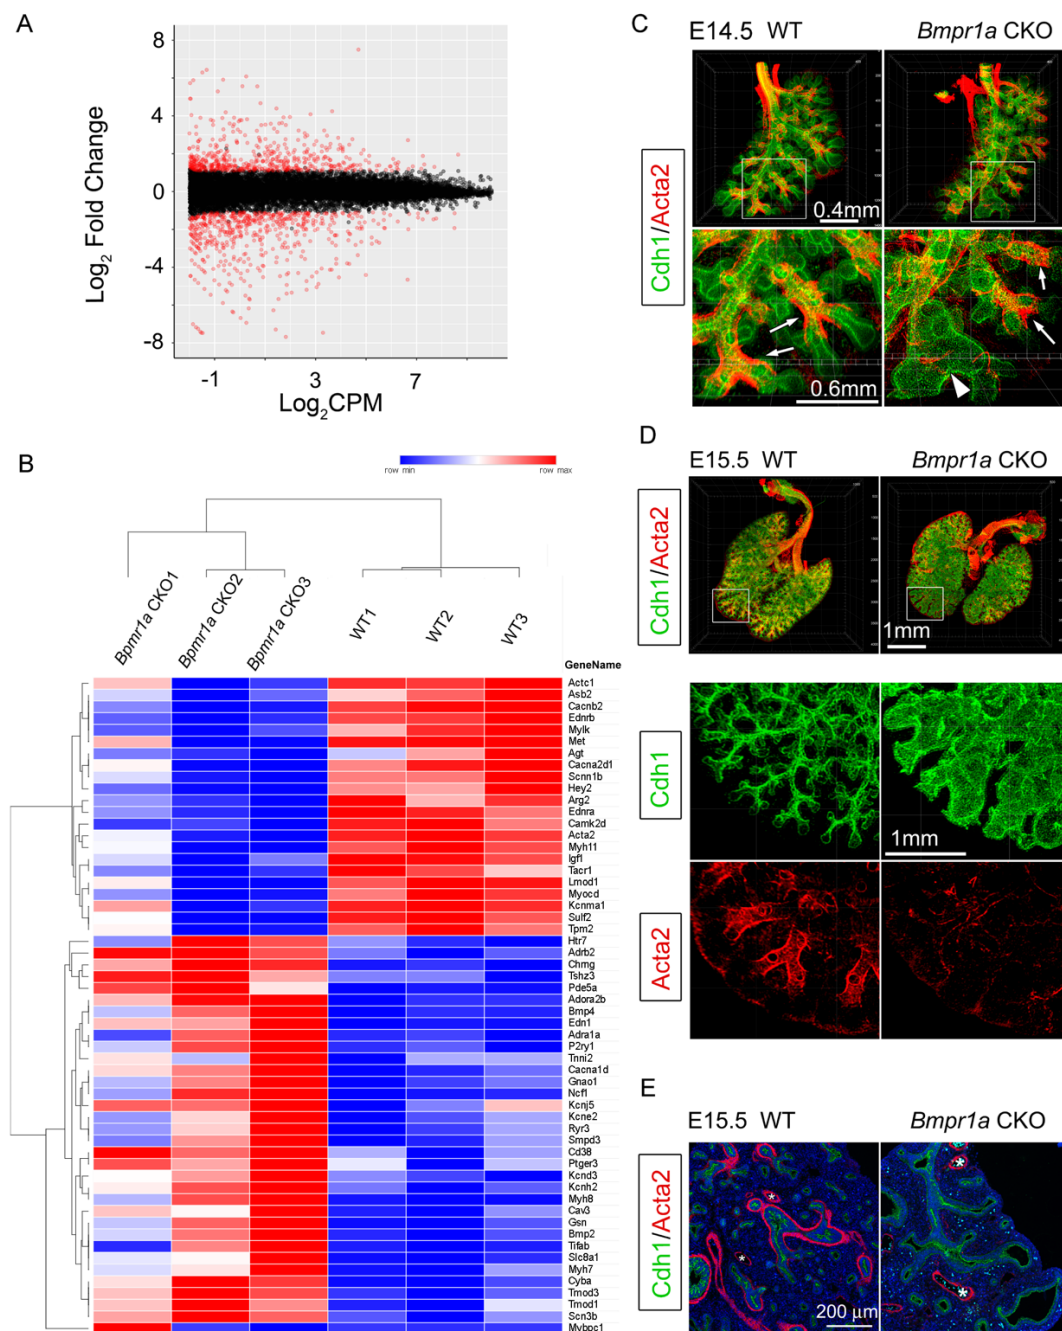 A
8
4
0
-4
-8
Log2 Fold Change
-1 3 7
Log2CPM
B
row min row max
Bpmr1a CKO1
Bpmr1a CKO2
Bpmr1a CKO3
WT1
WT2
WT3
GeneName
Actc1
Asb2
Cacnb2
Ednrb
Mylk
Met
Agt
Cacna2d1
Scnn1b
Hey2
Arg2
Ednra
Camk2d
Acta2
Myh11
Igf1
Tacr1
Lmod1
Myocd
Kcnma1
Sulf2
Tpm2
Htr7
Adrb2
Chrng
Tshz3
Pde5a
Adora2b
Bmp4
Edn1
Adra1a
P2ry1
Tnni2
Cacna1d
Gnao1
Ncf1
Kcnj5
Kcne2
Ryr3
Smpd3
Cd38
Ptger3
Kcnd3
Kcnh2
Myh8
Cav3
Gsn
Bmp2
Tifab
Slc8a1
Myh7
Cyba
Tmod3
Tmod1
Scn3b
Mybpc1
C
E14.5 WT Bmpr1a CKO
Cdh1/Acta2
0.4mm
0.6mm
D
E15.5 WT Bmpr1a CKO
Cdh1/Acta2
1mm
Cdh1
1mm
Acta2
E
E15.5 WT Bmpr1a CKO
Cdh1/Acta2
* *
* *
200 µm